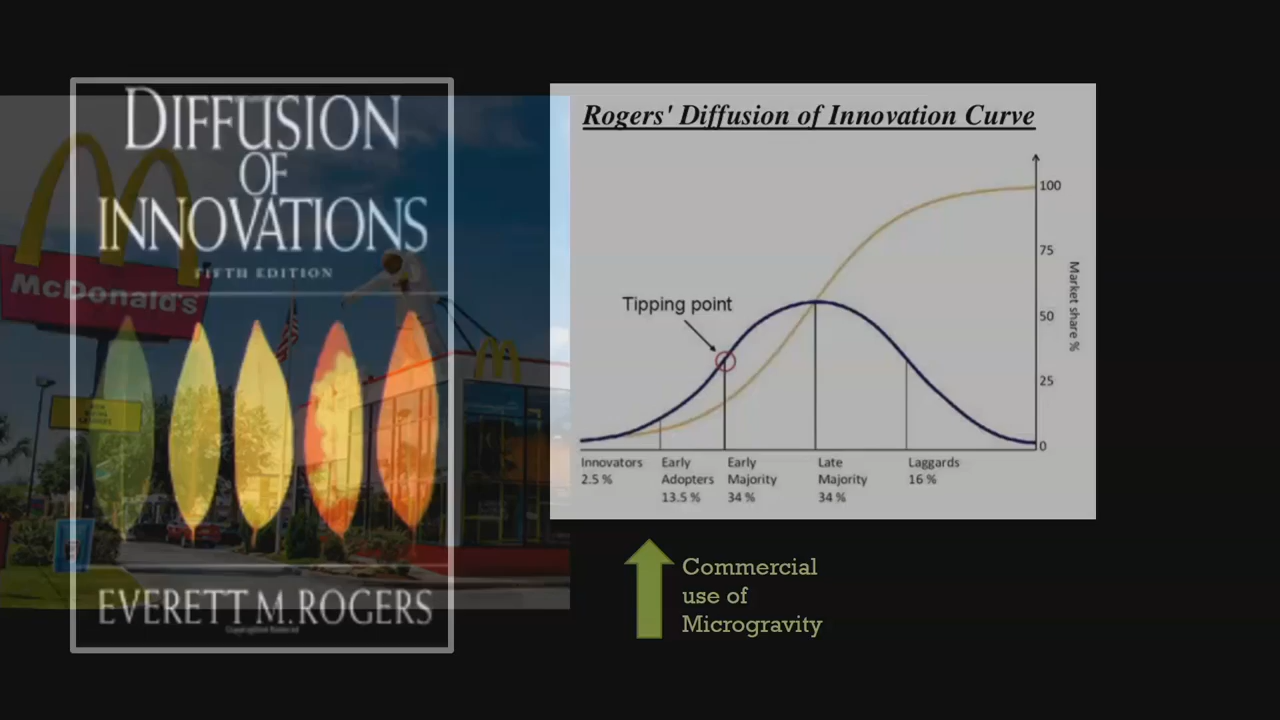 DIFFUSION
OF
INNOVATIONS
FIFTH EDITION
McDonald's
EVERETT M. ROGERS
Rogers' Diffusion of Innovation Curve
100
75
50
25
0
Market share %
Tipping point
Innovators
2.5 %
Early
Adopters
13.5 %
Early
Majority
34 %
Late
Majority
34 %
Laggards
16 %
Commercial
use of
Microgravity